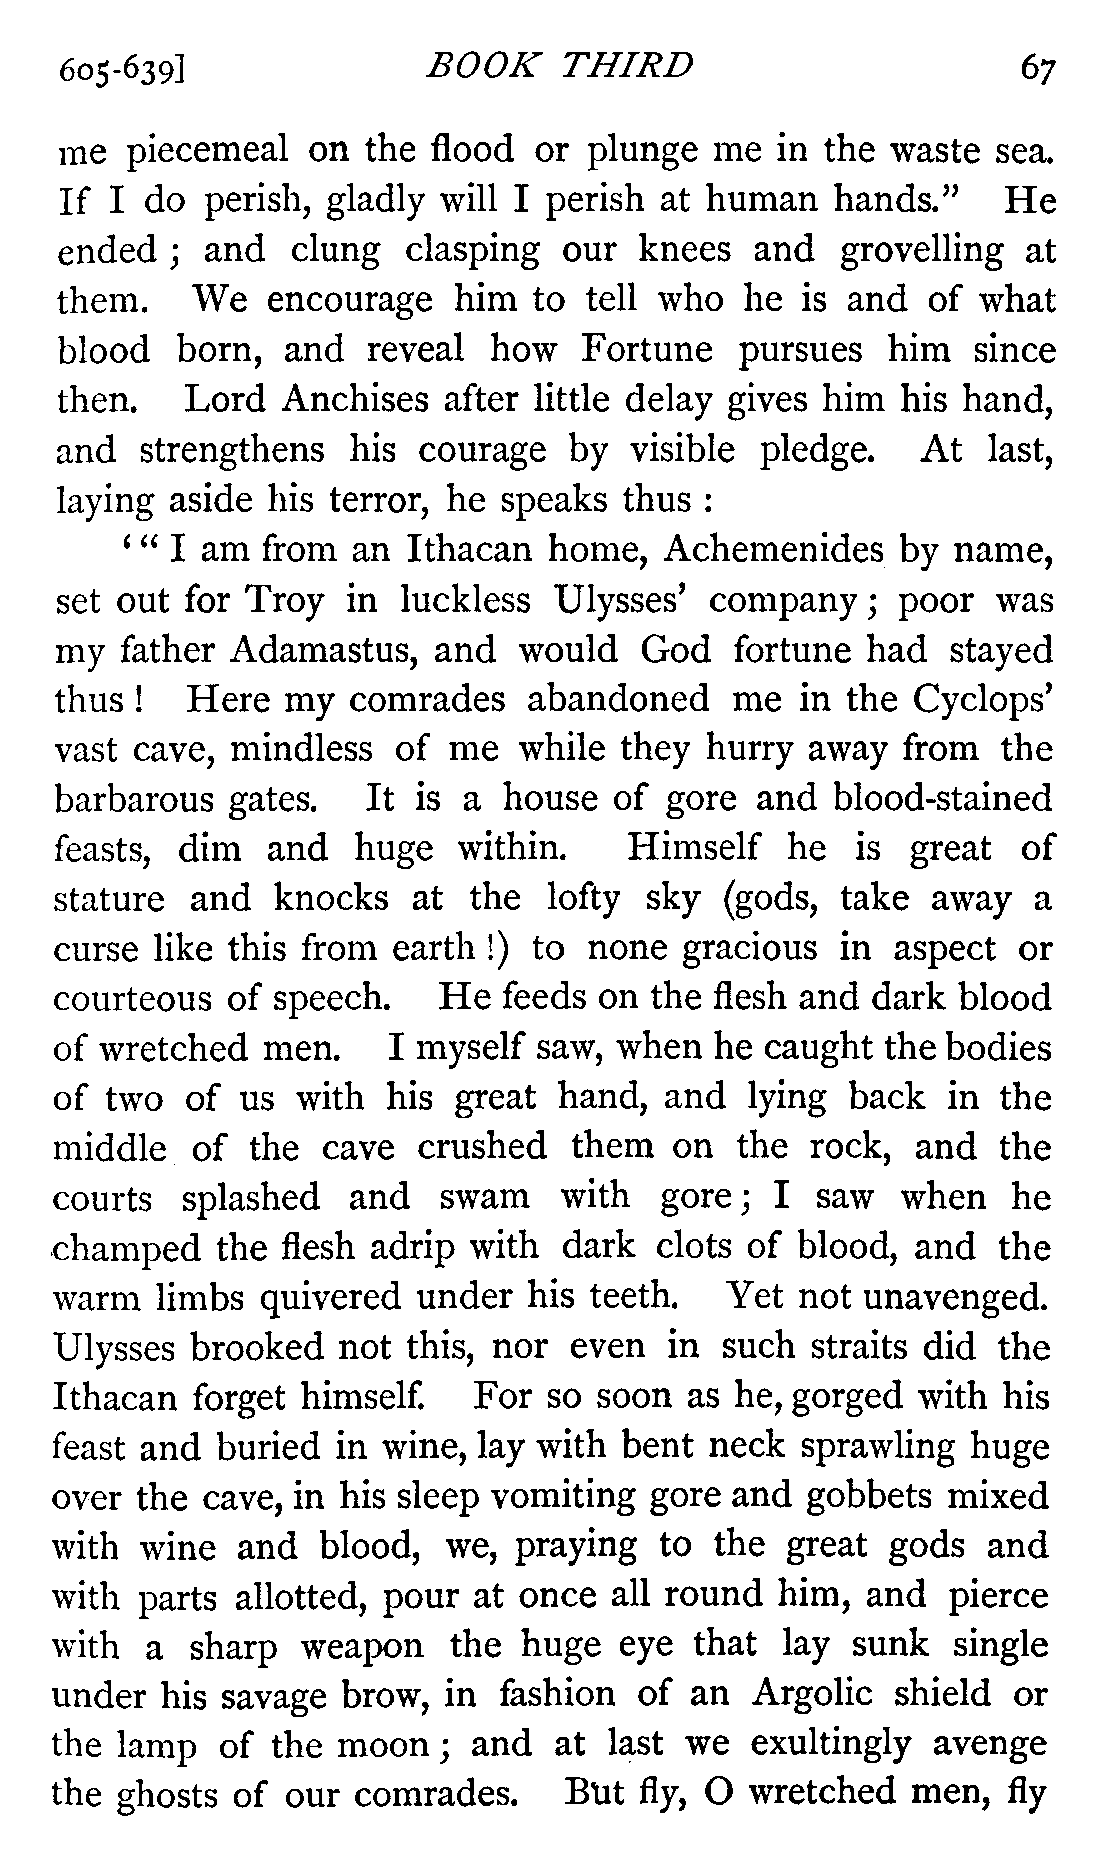 605-639] BOOK THIRD 67
me piecemeal on the flood or plunge me in the waste sea.
If I do perish, gladly will I perish at human hands.” He
ended ; and clung clasping our knees and grovelling at
them. We encourage him to tell who he is and of what
blood born, and reveal how Fortune pursues him since
then. Lord Anchises after little delay gives him his hand,
and strengthens his courage by visible pledge. At last,
laying aside his terror, he speaks thus :
‘ “ I am from an Ithacan home, Achemenides by name,
set out for Troy in luckless Ulysses’ company ; poor was
my father Adamastus, and would God fortune had stayed
thus ! Here my comrades abandoned me in the Cyclops’
vast cave, mindless of me while they hurry away from the
barbarous gates. It is a house of gore and blood-stained
feasts, dim and huge within. Himself he is great of
stature and knocks at the lofty sky (gods, take away a
curse like this from earth !) to none gracious in aspect or
courteous of speech. He feeds on the flesh and dark blood
of wretched men. I myself saw, when he caught the bodies
of two of us with his great hand, and lying back in the
middle of the cave crushed them on the rock, and the
courts splashed and swam with gore ; I saw when he
champed the flesh adrip with dark clots of blood, and the
warm limbs quivered under his teeth. Yet not unavenged.
Ulysses brooked not this, nor even in such straits did the
Ithacan forget himself. For so soon as he, gorged with his
feast and buried in wine, lay with bent neck sprawling huge
over the cave, in his sleep vomiting gore and gobbets mixed
with wine and blood, we, praying to the great gods and
with parts allotted, pour at once all round him, and pierce
with a sharp weapon the huge eye that lay sunk single
under his savage brow, in fashion of an Argolic shield or
the lamp of the moon ; and at last we exultingly avenge
the ghosts of our comrades. But fly, O wretched men, fly